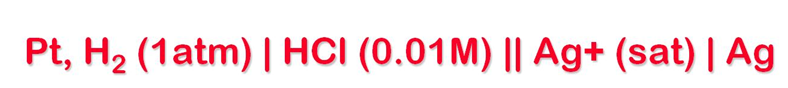 Pt, H₂ (1atm) | HCl (0.01M) || Ag+ (sat) | Ag